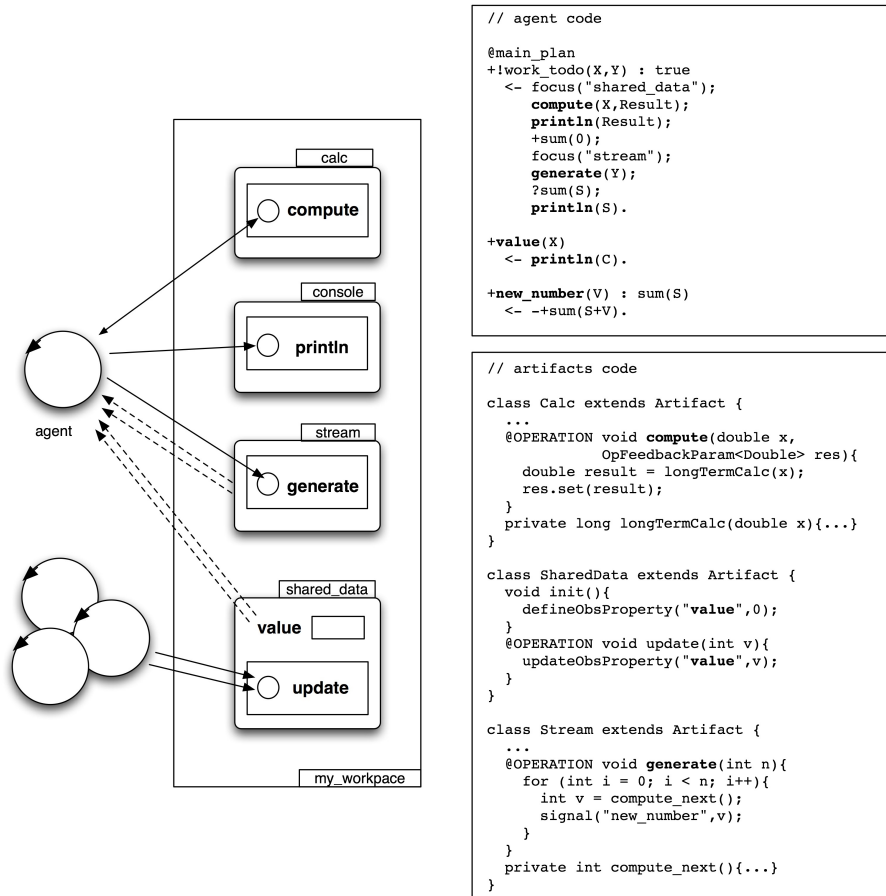 calc
compute
console
println
agent
stream
generate
shared_data
value
update
my_workpace
// agent code
@main_plan
+!work_todo(X,Y) : true
<- focus("shared_data");
compute(X,Result);
println(Result);
+sum(0);
focus("stream");
generate(Y);
?sum(S);
println(S).
+value(X)
<- println(C).
+new_number(V) : sum(S)
<- -+sum(S+V).
// artifacts code
class Calc extends Artifact {
...
@OPERATION void compute(double x,
OpFeedbackParam<Double> res){
double result = longTermCalc(x);
res.set(result);
}
private long longTermCalc(double x){...}
}
class SharedData extends Artifact {
void init(){
defineObsProperty("value",0);
}
@OPERATION void update(int v){
updateObsProperty("value",v);
}
}
class Stream extends Artifact {
...
@OPERATION void generate(int n){
for (int i = 0; i < n; i++){
int v = compute_next();
signal("new_number",v);
}
}
private int compute_next(){...}
}